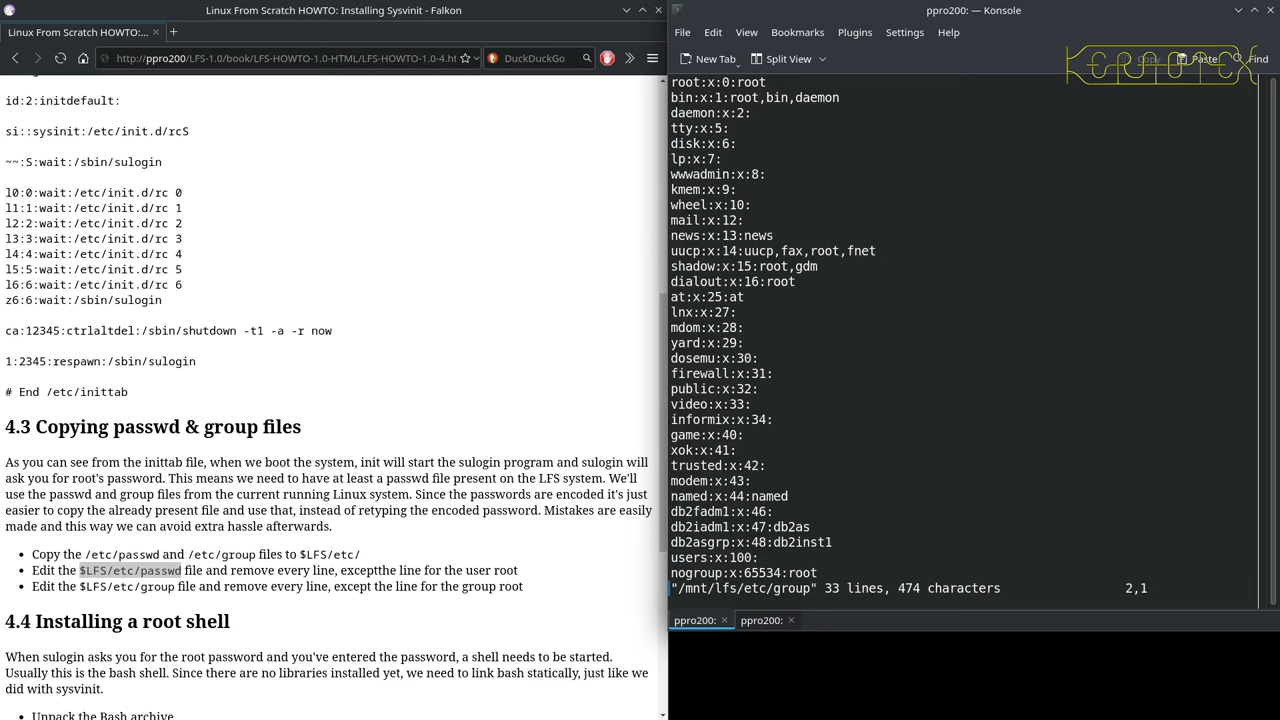 Linux From Scratch HOWTO: Installing Sysvinit - Falkon
Linux From Scratch HOWTO:...
http://ppro200/LFS-1.0/book/LFS-HOWTO-1.0-HTML/LFS-HOWTO-1.0-4.ht
DuckDuckGo
id:2:initdefault:
si::sysinit:/etc/init.d/rcS
~~:S:wait:/sbin/sulogin
l0:0:wait:/etc/init.d/rc 0
l1:1:wait:/etc/init.d/rc 1
l2:2:wait:/etc/init.d/rc 2
l3:3:wait:/etc/init.d/rc 3
l4:4:wait:/etc/init.d/rc 4
l5:5:wait:/etc/init.d/rc 5
l6:6:wait:/etc/init.d/rc 6
z6:6:wait:/sbin/sulogin
ca:12345:ctrlaltdel:/sbin/shutdown -t1 -a -r now
1:2345:respawn:/sbin/sulogin
# End /etc/inittab
4.3 Copying passwd & group files
As you can see from the inittab file, when we boot the system, init will start the sulogin program and sulogin will
ask you for root's password. This means we need to have at least a passwd file present on the LFS system. We'll
use the passwd and group files from the current running Linux system. Since the passwords are encoded it's just
easier to copy the already present file and use that, instead of retyping the encoded password. Mistakes are easily
made and this way we can avoid extra hassle afterwards.
• Copy the /etc/passwd and /etc/group files to $LFS/etc/
• Edit the $LFS/etc/passwd file and remove every line, exceptthe line for the user root
• Edit the $LFS/etc/group file and remove every line, except the line for the group root
4.4 Installing a root shell
When sulogin asks you for the root password and you've entered the password, a shell needs to be started.
Usually this is the bash shell. Since there are no libraries installed yet, we need to link bash statically, just like we
did with sysvinit.
• Unpack the Bash archive
ppro200: — Konsole
File Edit View Bookmarks Plugins Settings Help
New Tab Split View Copy Paste Find
root:x:0:root
bin:x:1:root,bin,daemon
daemon:x:2:
tty:x:5:
disk:x:6:
lp:x:7:
wwwadmin:x:8:
kmem:x:9:
wheel:x:10:
mail:x:12:
news:x:13:news
uucp:x:14:uucp,fax,root,fnet
shadow:x:15:root,gdm
dialout:x:16:root
at:x:25:at
lnx:x:27:
mdom:x:28:
yard:x:29:
dosemu:x:30:
firewall:x:31:
public:x:32:
video:x:33:
informix:x:34:
game:x:40:
xok:x:41:
trusted:x:42:
modem:x:43:
named:x:44:named
db2fadm1:x:46:
db2iadm1:x:47:db2as
db2asgrp:x:48:db2inst1
users:x:100:
nogroup:x:65534:root
"/mnt/lfs/etc/group" 33 lines, 474 characters 2,1
ppro200: ppro200: